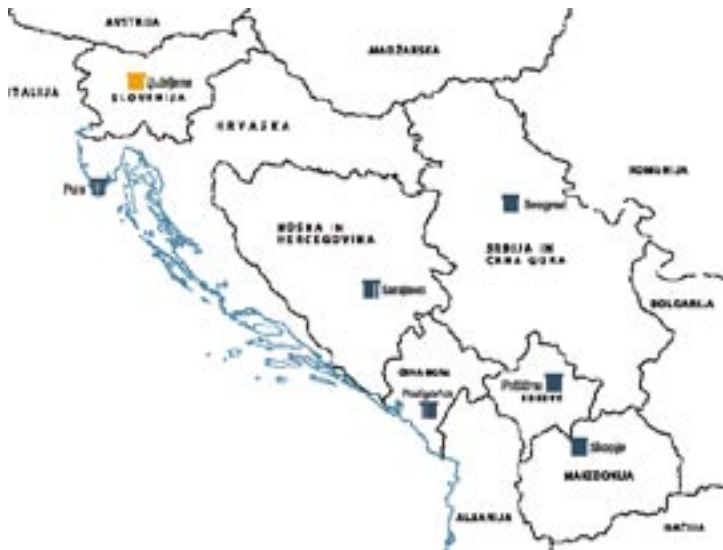 AVSTRIJA
MADŽARSKA
ITALIJA
Ljubljana
SLOVENIJA
HRVAŠKA
ROMUNIJA
Pula
Beograd
BOSNA IN
HERCEGOVINA
SRBIJA IN
ČRNA GORA
Sarajevo
BOLGARIJA
ČRNA GORA
Podgorica
Priština
KOSOVO
Skopje
MAKEDONIJA
ALBANIJA
GRČIJA